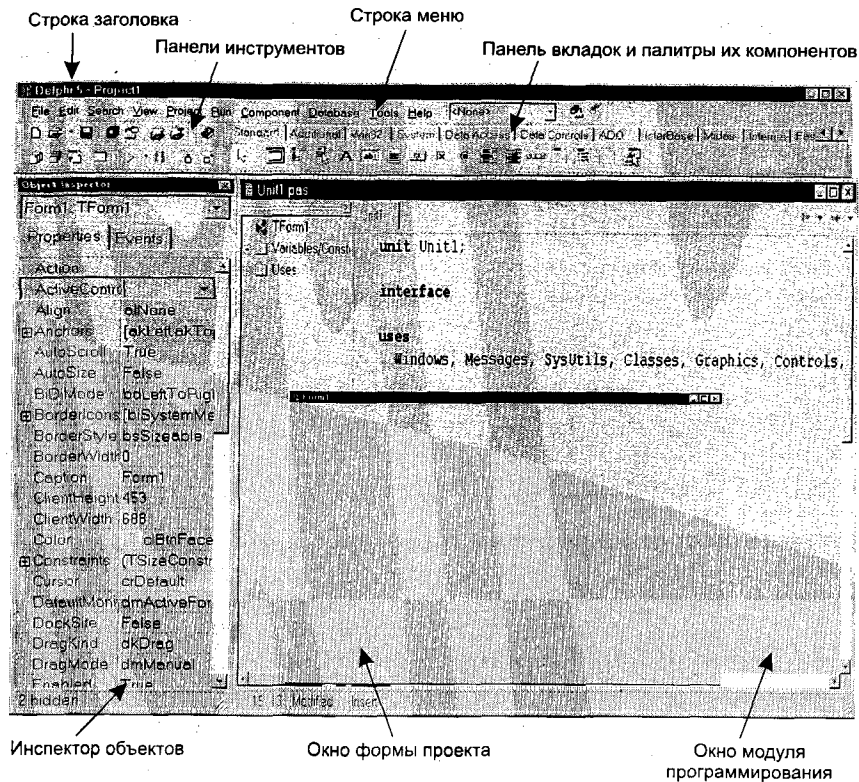 Строка заголовка
Строка меню
Панели инструментов
Панель вкладок и палитры их компонентов
Delphi 5 - Project1
File Edit Search View Project Run Component Database Tools Help <None>
Standard Additional Win32 System Data Access Data Controls ADO InterBase Midas
Object Inspector
Form1: TForm1
Properties Events
Action
ActiveControl
Align alNone
Anchors [akLeft,akTop
AutoScroll True
AutoSize False
BiDiMode bdLeftToRight
BorderIcons [biSystemMe
BorderStyle bsSizeable
BorderWidth 0
Caption Form1
ClientHeight 453
ClientWidth 688
Color clBtnFace
Constraints (TSizeConstr
Cursor crDefault
DefaultMoni dmActiveFor
DockSite False
DragKind dkDrag
DragMode dmManual
Enabled True
2 hidden
Unit1.pas
TForm1
Variables/Const
Uses
unit Unit1;
interface
uses
Windows, Messages, SysUtils, Classes, Graphics, Controls,
Form1
Modified Insert
Инспектор объектов
Окно формы проекта
Окно модуля
программирования